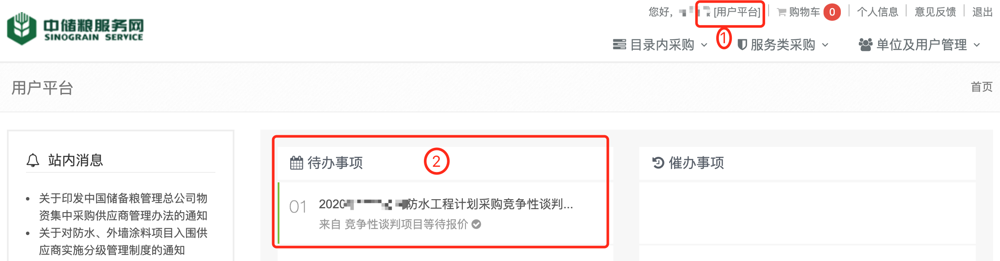 您好, [用户平台] 购物车 0 个人信息 意见反馈 退出
中储粮服务网
SINOGRAIN SERVICE
目录内采购 1 服务类采购 单位及用户管理
用户平台
首页
站内消息
关于印发中国储备粮管理总公司物
资集中采购供应商管理办法的通知
关于对防水、外墙涂料项目入围供
应商实施分级管理制度的通知
待办事项 2
01 2020 防水工程计划采购竞争性谈判...
来自 竞争性谈判项目等待报价
催办事项